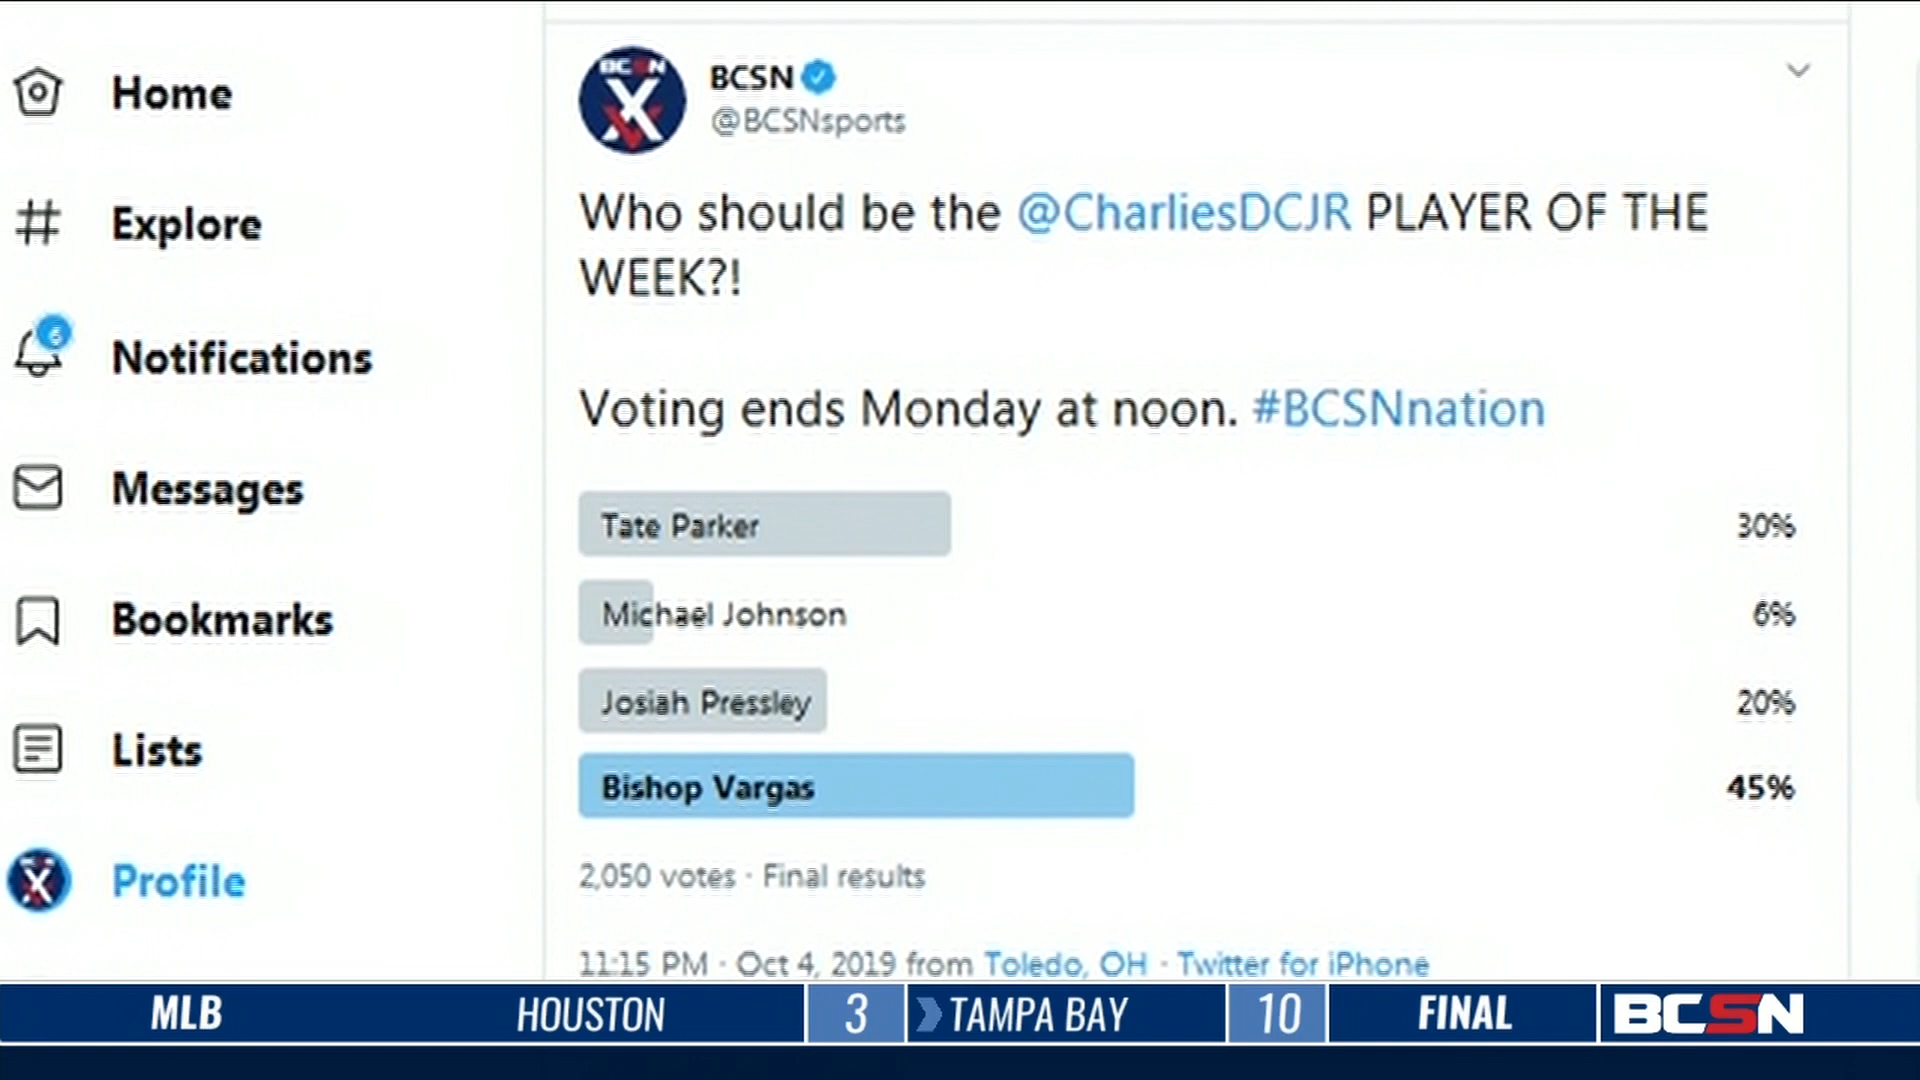 Home
Explore
6
Notifications
Messages
Bookmarks
Lists
Profile
BCSN
BCSN
@BCSNsports
Who should be the @CharliesDCJR PLAYER OF THE
WEEK?!
Voting ends Monday at noon. #BCSNnation
Tate Parker 30%
Michael Johnson 6%
Josiah Pressley 20%
Bishop Vargas 45%
2,050 votes · Final results
11:15 PM · Oct 4, 2019 from Toledo, OH · Twitter for iPhone
MLB HOUSTON 3 TAMPA BAY 10 FINAL BCSN